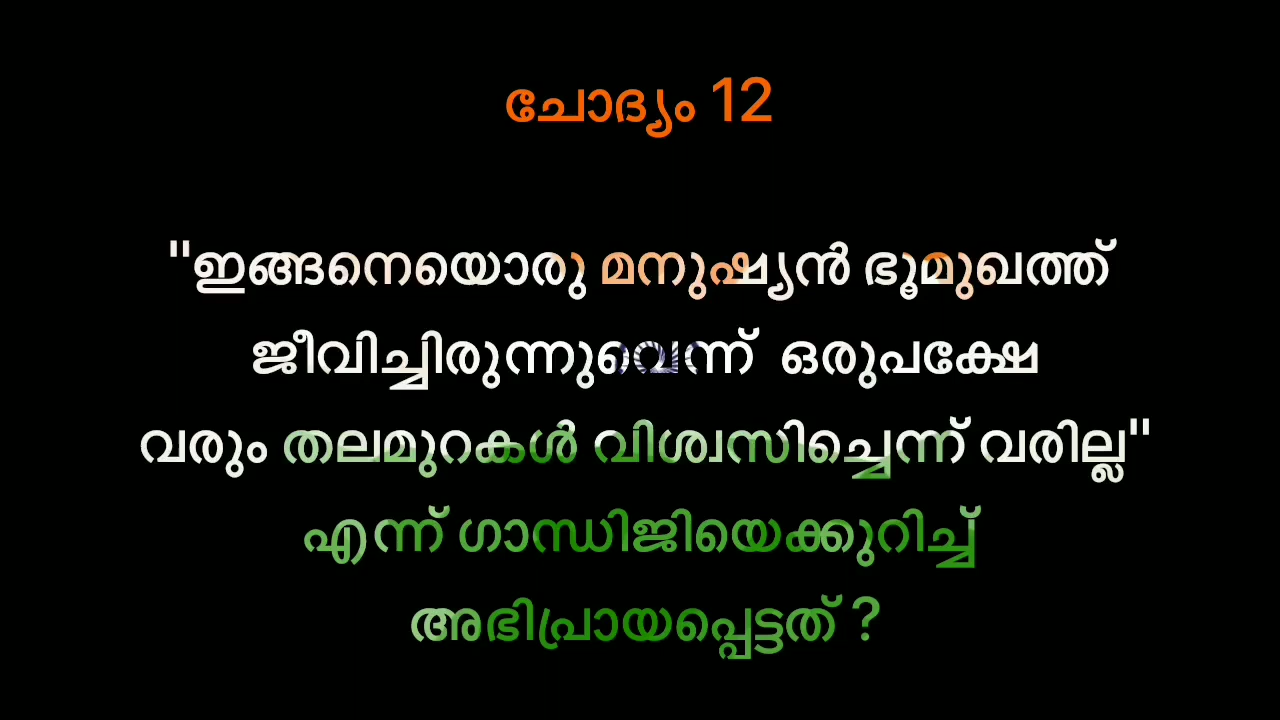 ചോദ്യം 12
"ഇങ്ങനെയൊരു മനുഷ്യൻ ഭൂമുഖത്ത്
ജീവിച്ചിരുന്നുവെന്ന് ഒരുപക്ഷേ
വരും തലമുറകൾ വിശ്വസിച്ചെന്ന് വരില്ല"
എന്ന് ഗാന്ധിജിയെക്കുറിച്ച്
അഭിപ്രായപ്പെട്ടത് ?